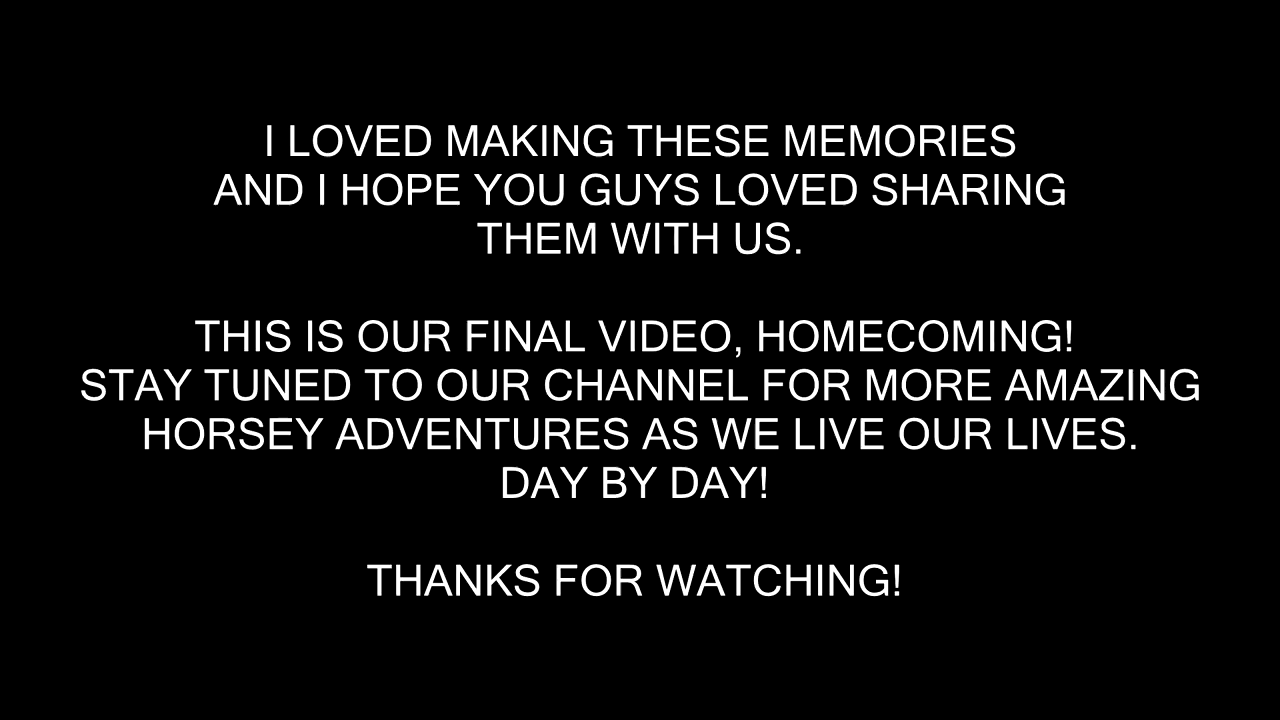 I LOVED MAKING THESE MEMORIES
AND I HOPE YOU GUYS LOVED SHARING
THEM WITH US.
THIS IS OUR FINAL VIDEO, HOMECOMING!
STAY TUNED TO OUR CHANNEL FOR MORE AMAZING
HORSEY ADVENTURES AS WE LIVE OUR LIVES.
DAY BY DAY!
THANKS FOR WATCHING!